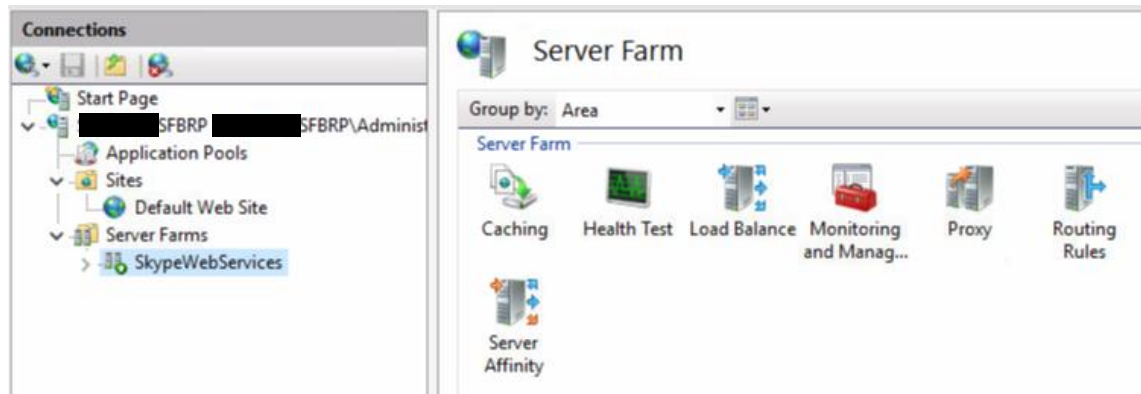 Connections
Start Page
SFBRP SFBRP\Administ
Application Pools
Sites
Default Web Site
Server Farms
SkypeWebServices
Server Farm
Group by: Area
Server Farm
Caching
Health Test
Load Balance
Monitoring
and Manag...
Proxy
Routing
Rules
Server
Affinity